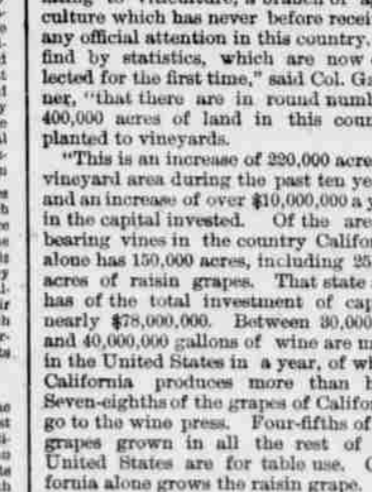 culture which has never before recei
any official attention in this country.
find by statistics, which are now
lected for the first time," said Col. Ga
ner, "that there are in round numb
400,000 acres of land in this coun
planted to vineyards.
"This is an increase of 220,000 acre
vineyard area during the past ten ye
and an increase of over $10,000,000 a y
in the capital invested. Of the are
bearing vines in the country Califor
alone has 150,000 acres, including 25
acres of raisin grapes. That state
has of the total investment of cap
nearly $78,000,000. Between 30,000
and 40,000,000 gallons of wine are m
in the United States in a year, of wh
California produces more than h
Seven-eighths of the grapes of Califor
go to the wine press. Four-fifths of
grapes grown in all the rest of
United States are for table use. C
fornia alone grows the raisin grape.